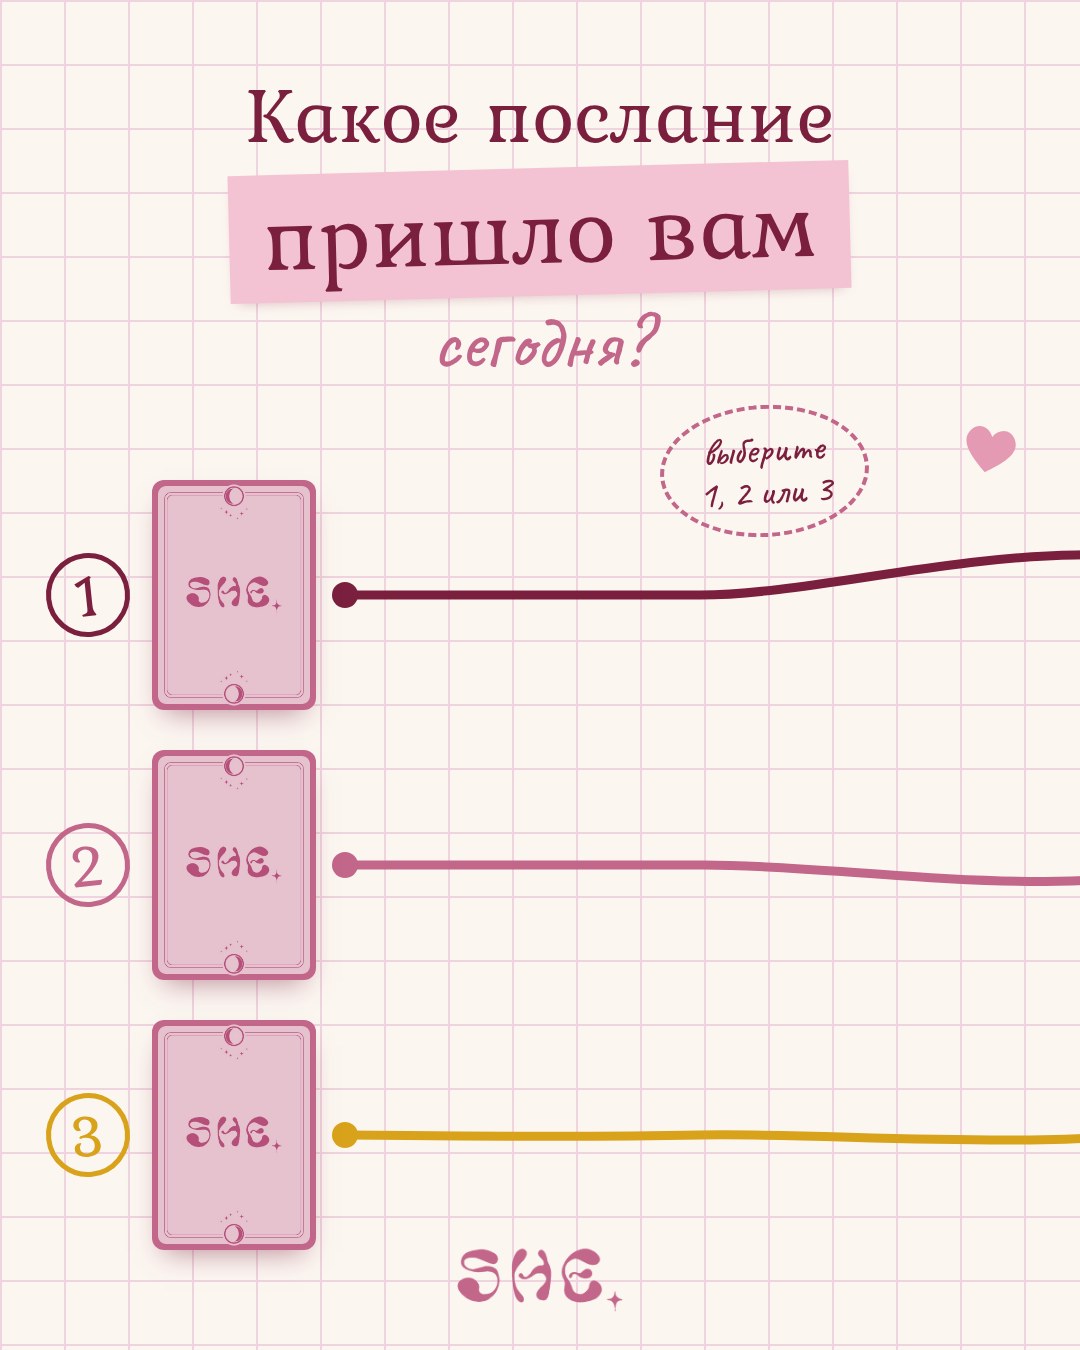 Какое послание
пришло вам
сегодня?
выберите
1, 2 или 3
1
SHE
2
SHE
3
SHE
SHE